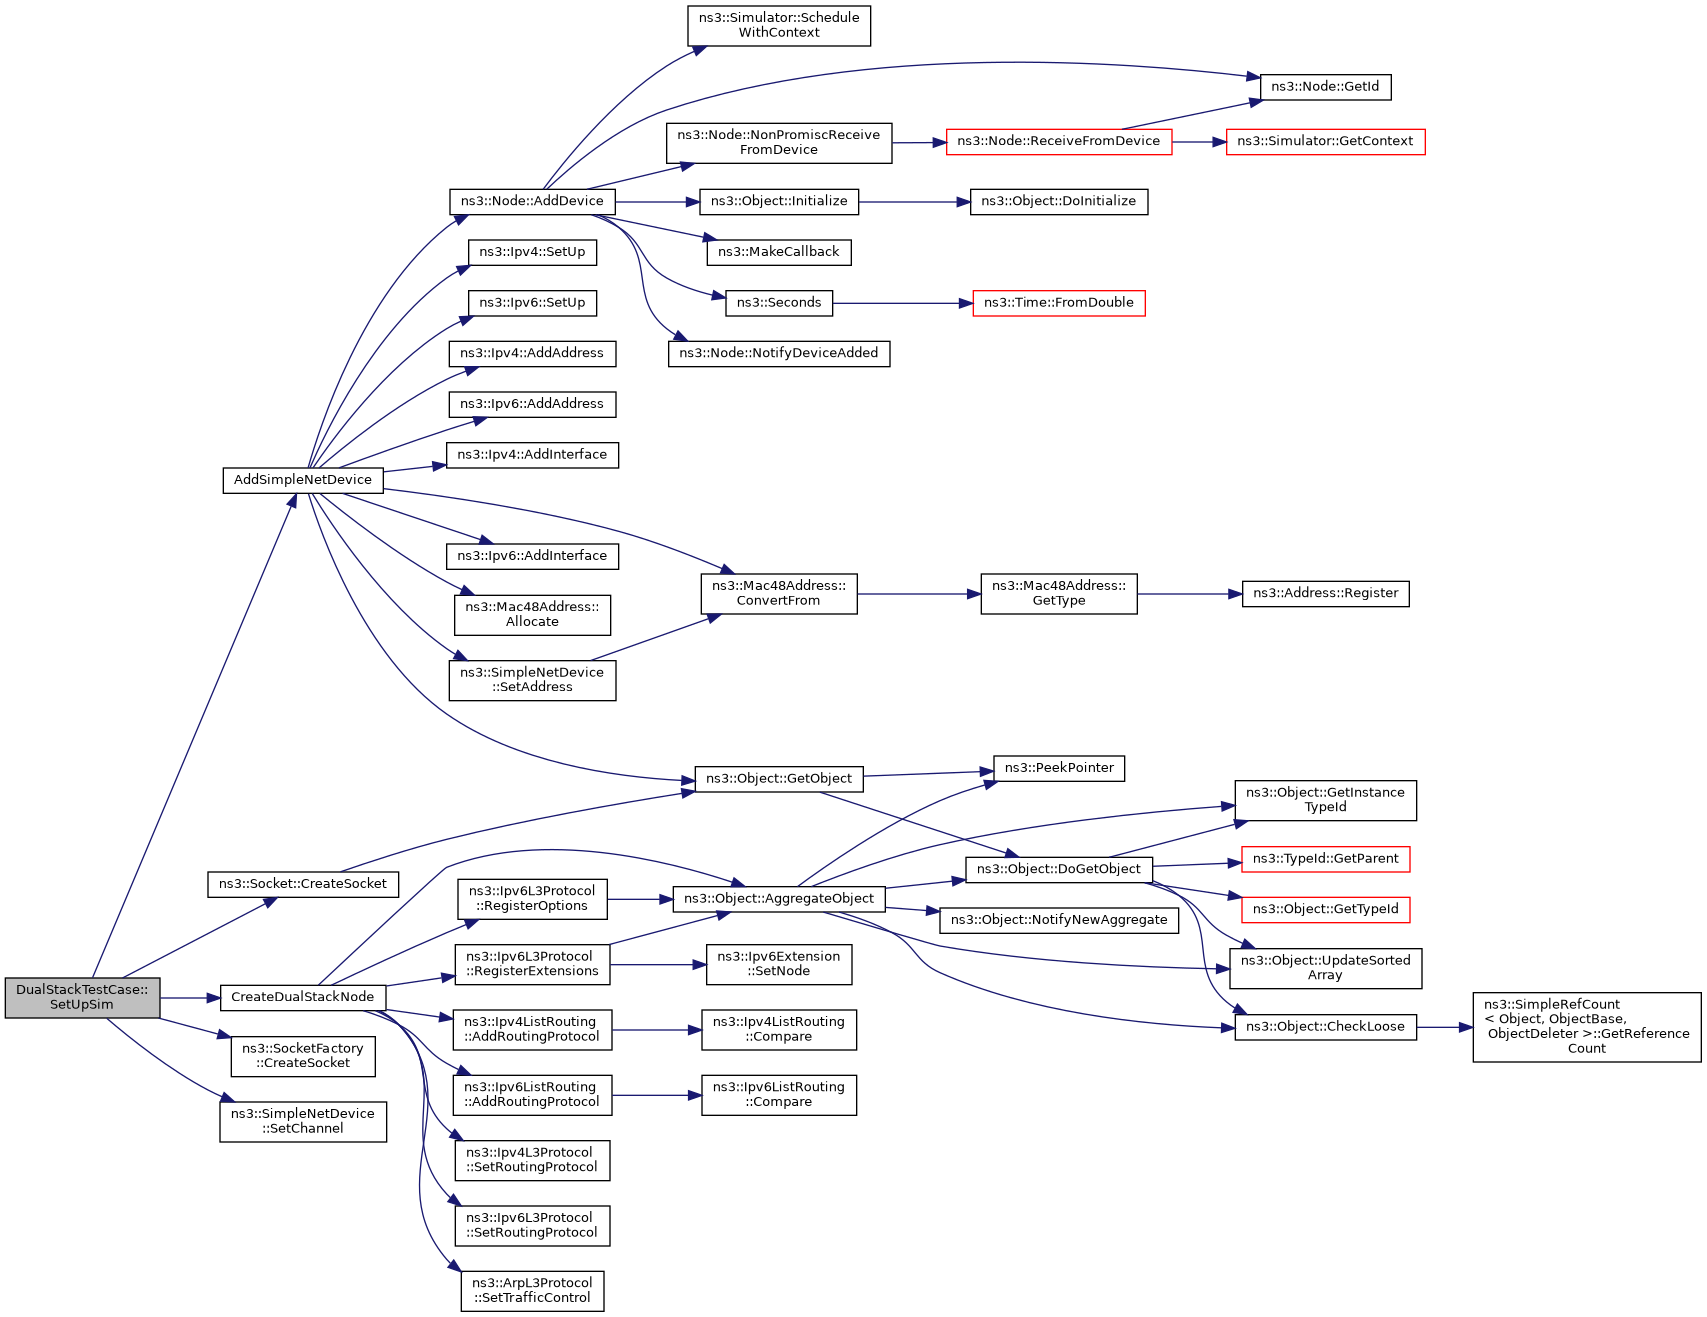 ns3::Simulator::Schedule
WithContext
ns3::Node::GetId
ns3::Node::NonPromiscReceive
FromDevice
ns3::Node::ReceiveFromDevice
ns3::Simulator::GetContext
ns3::Node::AddDevice
ns3::Object::Initialize
ns3::Object::DoInitialize
ns3::Ipv4::SetUp
ns3::MakeCallback
ns3::Ipv6::SetUp
ns3::Seconds
ns3::Time::FromDouble
ns3::Ipv4::AddAddress
ns3::Node::NotifyDeviceAdded
ns3::Ipv6::AddAddress
ns3::Ipv4::AddInterface
AddSimpleNetDevice
ns3::Ipv6::AddInterface
ns3::Mac48Address::
ConvertFrom
ns3::Mac48Address::
GetType
ns3::Address::Register
ns3::Mac48Address::
Allocate
ns3::SimpleNetDevice
::SetAddress
ns3::Object::GetObject
ns3::PeekPointer
ns3::Object::GetInstance
TypeId
ns3::Object::DoGetObject
ns3::TypeId::GetParent
ns3::Socket::CreateSocket
ns3::Ipv6L3Protocol
::RegisterOptions
ns3::Object::AggregateObject
ns3::Object::NotifyNewAggregate
ns3::Object::GetTypeId
ns3::Ipv6L3Protocol
::RegisterExtensions
ns3::Ipv6Extension
::SetNode
ns3::Object::UpdateSorted
Array
DualStackTestCase::
SetUpSim
CreateDualStackNode
ns3::Ipv4ListRouting
::AddRoutingProtocol
ns3::Ipv4ListRouting
::Compare
ns3::Object::CheckLoose
ns3::SimpleRefCount
< Object, ObjectBase,
ObjectDeleter >::GetReference
Count
ns3::SocketFactory
::CreateSocket
ns3::Ipv6ListRouting
::AddRoutingProtocol
ns3::Ipv6ListRouting
::Compare
ns3::SimpleNetDevice
::SetChannel
ns3::Ipv4L3Protocol
::SetRoutingProtocol
ns3::Ipv6L3Protocol
::SetRoutingProtocol
ns3::ArpL3Protocol
::SetTrafficControl